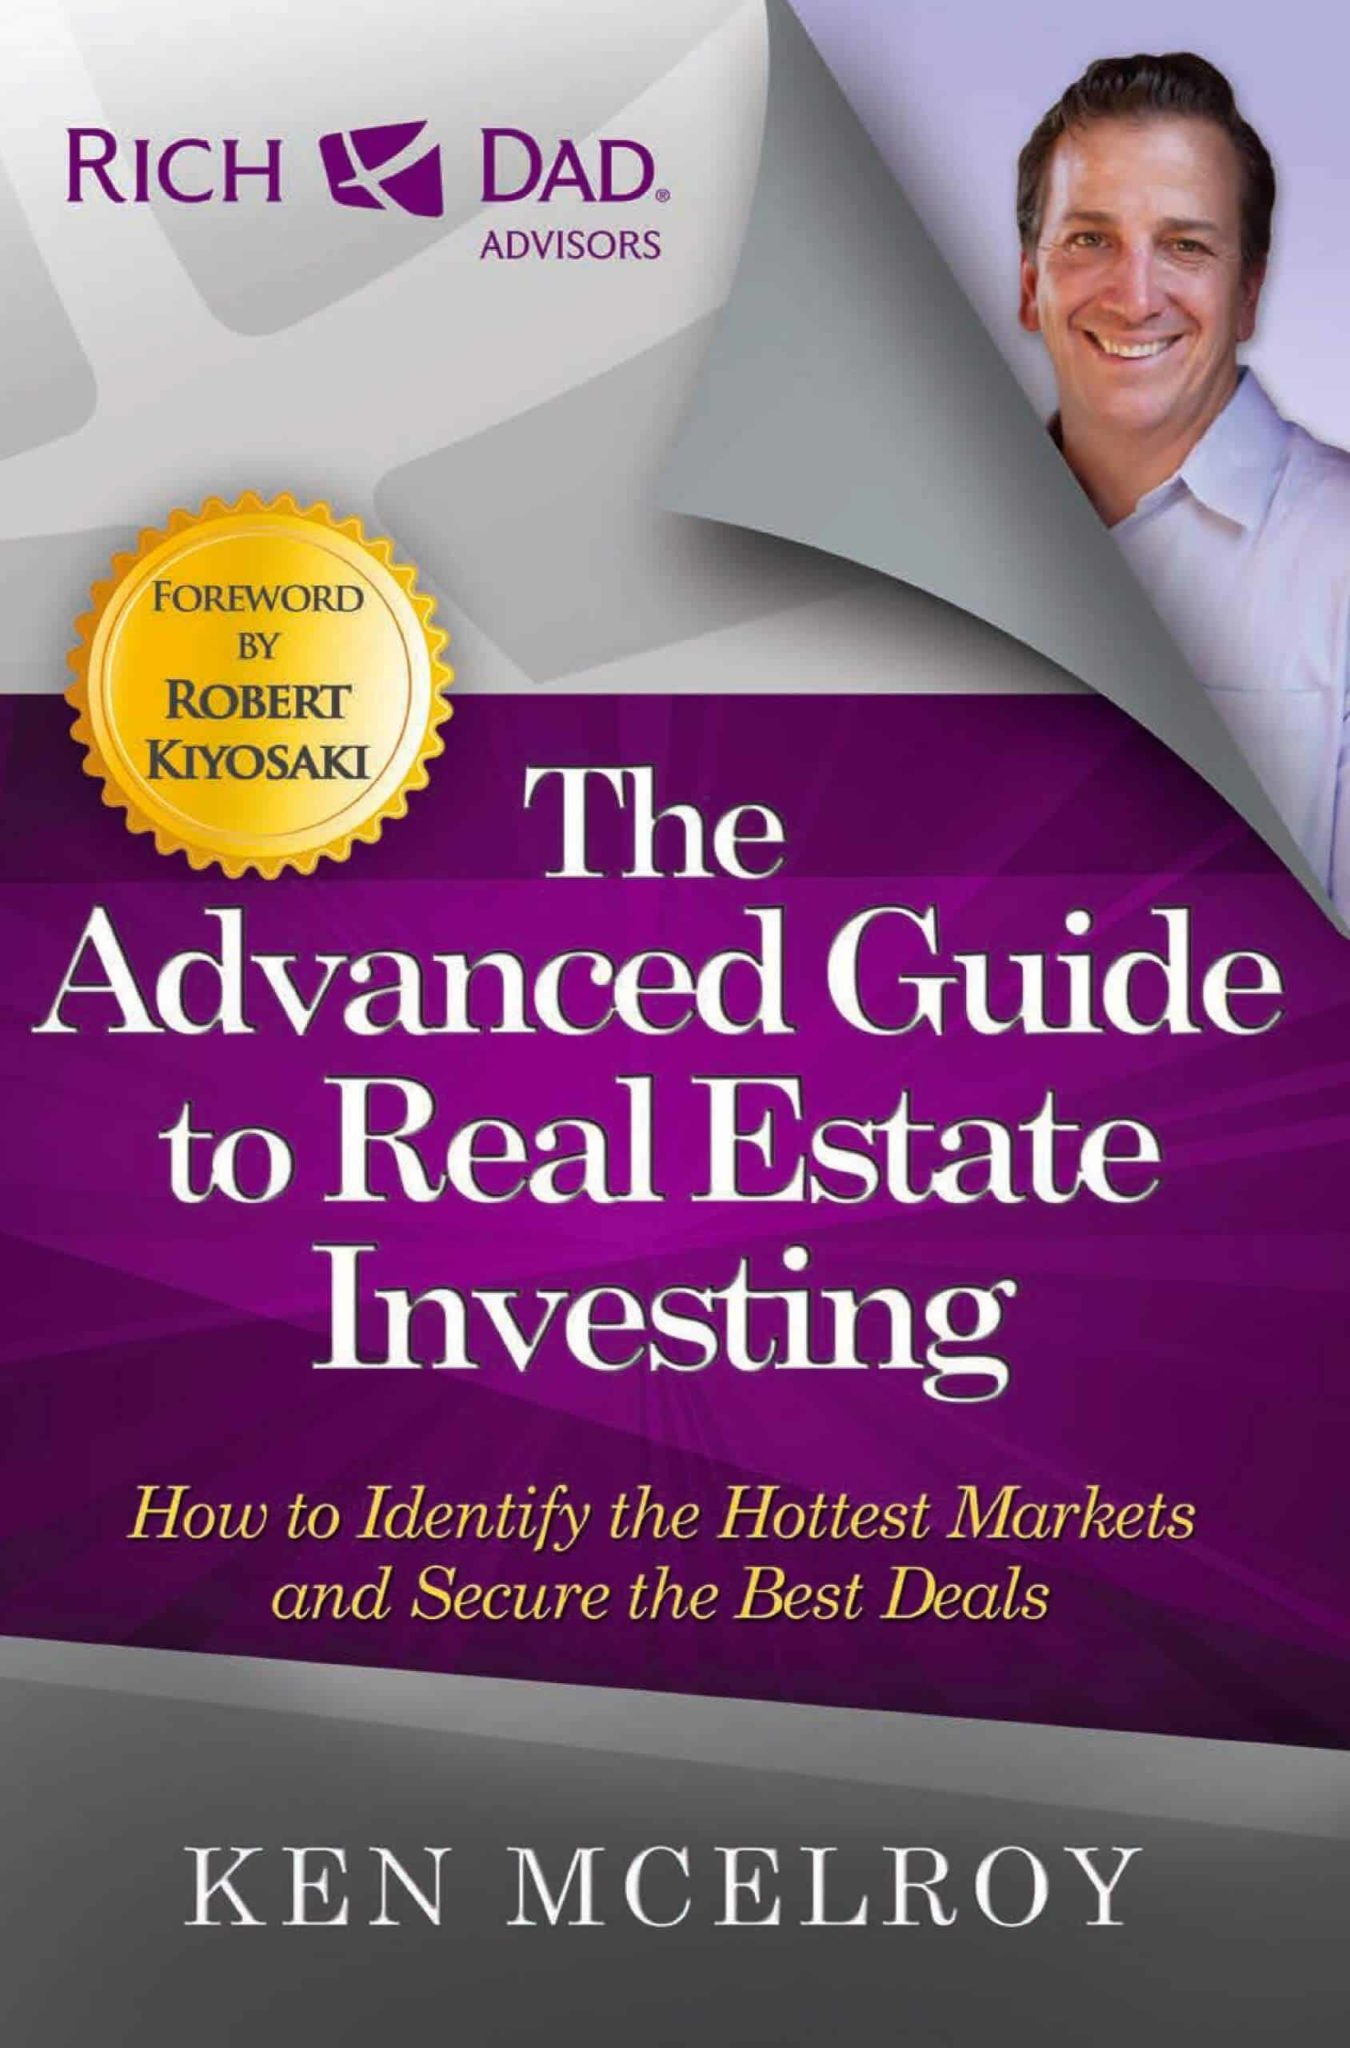 RICH DAD®
ADVISORS
FOREWORD
BY
ROBERT
KIYOSAKI
The
Advanced Guide
to Real Estate
Investing
How to Identify the Hottest Markets
and Secure the Best Deals
KEN MCELROY